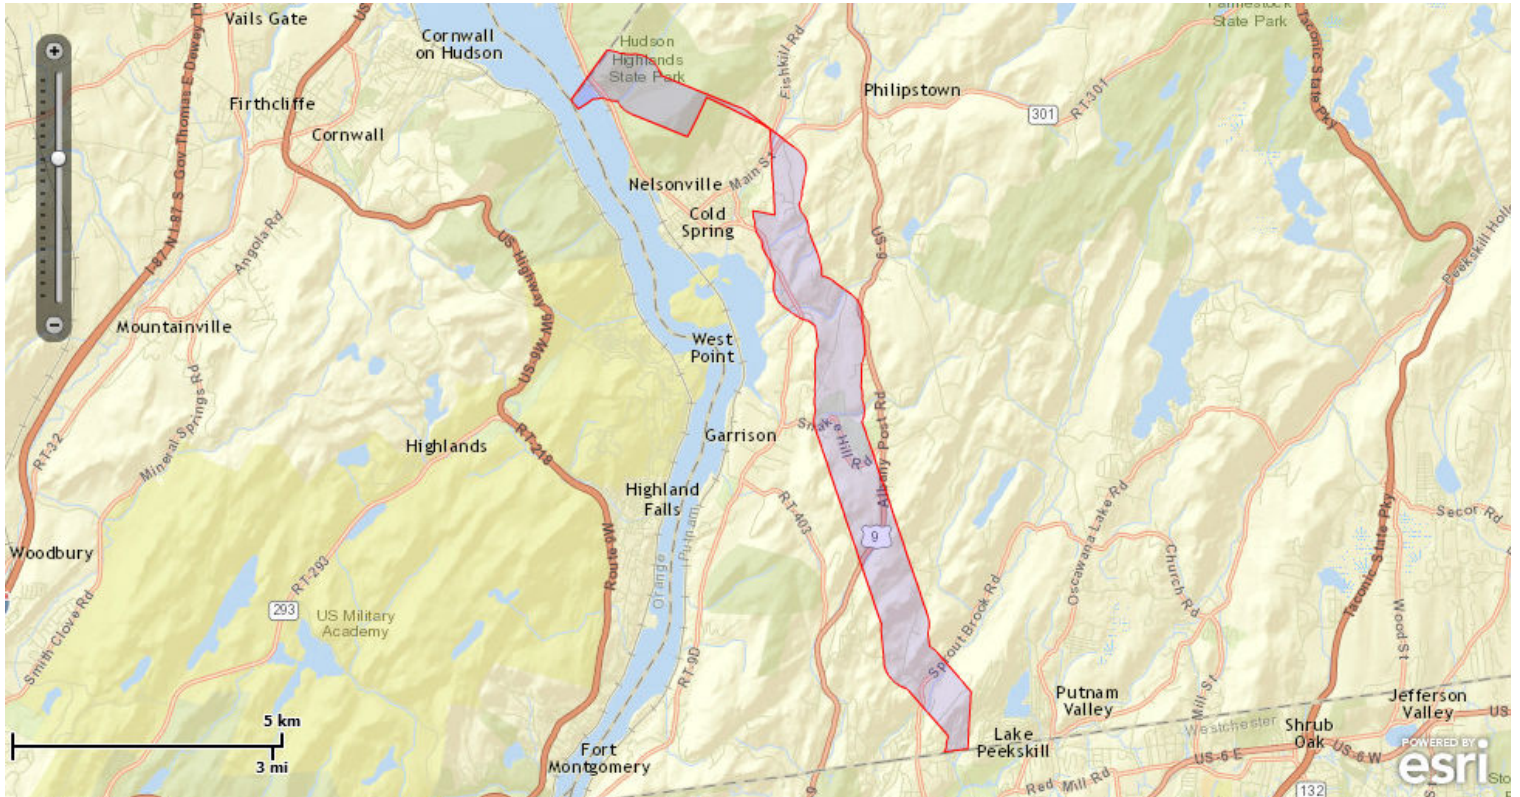 Vails Gate
US
I-87 N I-87 S Gov Thomas E Dewey
Cornwall
on Hudson
Hudson
Highlands
State Park
Fishkill Rd
State Park
Taconic State Pky
Philipstown
301
RT-301
Firthcliffe
Cornwall
Nelsonville
Main St
Cold
Spring
Angola Rd
US Highway
US-9W
US-9
Peekskill
Mountainville
West
Point
Mineral Springs Rd
RT-32
Highlands
RT-218
Garrison
Snake Hill Rd
Albany Post Rd
Highland
Falls
RT-403
9
Oscawana Lake Rd
Secor Rd
Taconic State Pky
Woodbury
RT-293
293
US Military
Academy
Route 9W
Orange
Putnam
Church Rd
Wood St
Smith Clove Rd
Sprout Brook Rd
RT-9D
Putnam
Valley
Mill St
Jefferson
Valley
Westchester
Shrub
Oak
US
5 km
3 mi
Lake
Peekskill
Fort
Montgomery
US-6 E
US-6 W
Red Mill Rd
132
9
POWERED BY
esri